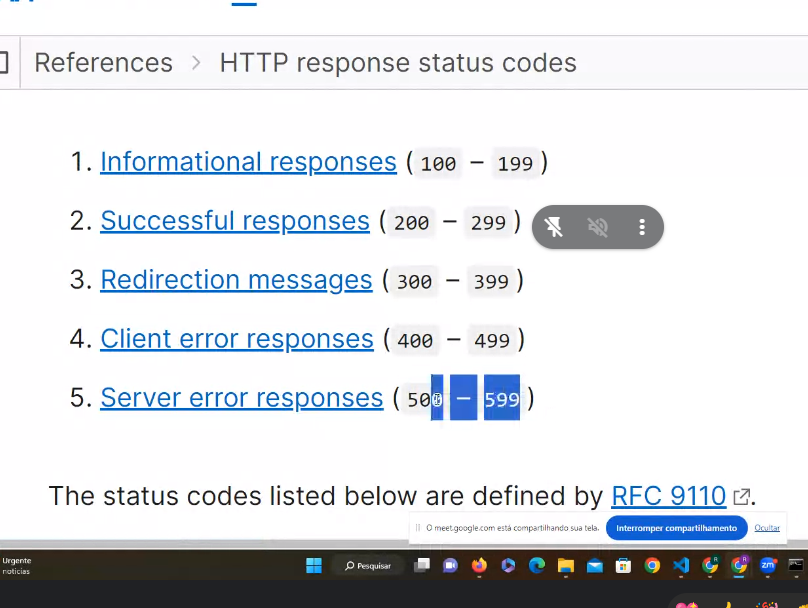 References > HTTP response status codes
1. Informational responses (100 – 199)
2. Successful responses (200 – 299)
3. Redirection messages (300 – 399)
4. Client error responses (400 – 499)
5. Server error responses (500 – 599)
The status codes listed below are defined by RFC 9110.
O meet.google.com está compartilhando sua tela. Interromper compartilhamento Ocultar
Urgente
notícias
Pesquisar
zm